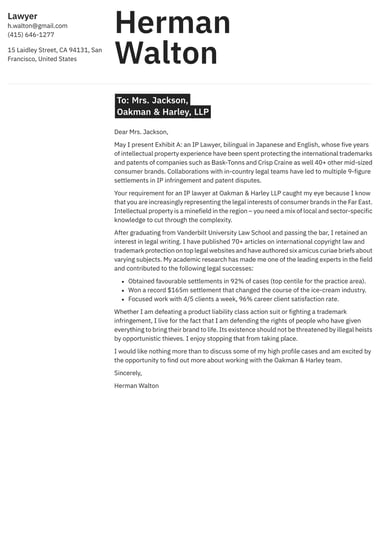 Lawyer
h.walton@gmail.com
(415) 646-1277
15 Laidley Street, CA 94131, San
Francisco, United States
Herman
Walton
To: Mrs. Jackson,
Oakman & Harley, LLP
Dear Mrs. Jackson,
May I present Exhibit A: an IP Lawyer, bilingual in Japanese and English, whose five years
of intellectual property experience have been spent protecting the international trademarks
and patents of companies such as Bask-Tonns and Crisp Craine as well 40+ other mid-sized
consumer brands. Collaborations with in-country legal teams have led to multiple 9-figure
settlements in IP infringement and patent disputes.
Your requirement for an IP lawyer at Oakman & Harley LLP caught my eye because I know
that you are increasingly representing the legal interests of consumer brands in the Far East.
Intellectual property is a minefield in the region – you need a mix of local and sector-specific
knowledge to cut through the complexity.
After graduating from Vanderbilt University Law School and passing the bar, I retained an
interest in legal writing. I have published 70+ articles on international copyright law and
trademark protection on top legal websites and have authored six amicus curiae briefs about
varying subjects. My academic research has made me one of the leading experts in the field
and contributed to the following legal successes:
• Obtained favourable settlements in 92% of cases (top centile for the practice area).
• Won a record $165m settlement that changed the course of the ice-cream industry.
• Focused work with 4/5 clients a week, 96% career client satisfaction rate.
Whether I am defeating a product liability class action suit or fighting a trademark
infringement, I live for the fact that I am defending the rights of people who have given
everything to bring their brand to life. Its existence should not be threatened by illegal heists
by opportunistic thieves. I enjoy stopping that from taking place.
I would like nothing more than to discuss some of my high profile cases and am excited by
the opportunity to find out more about working with the Oakman & Harley team.
Sincerely,
Herman Walton